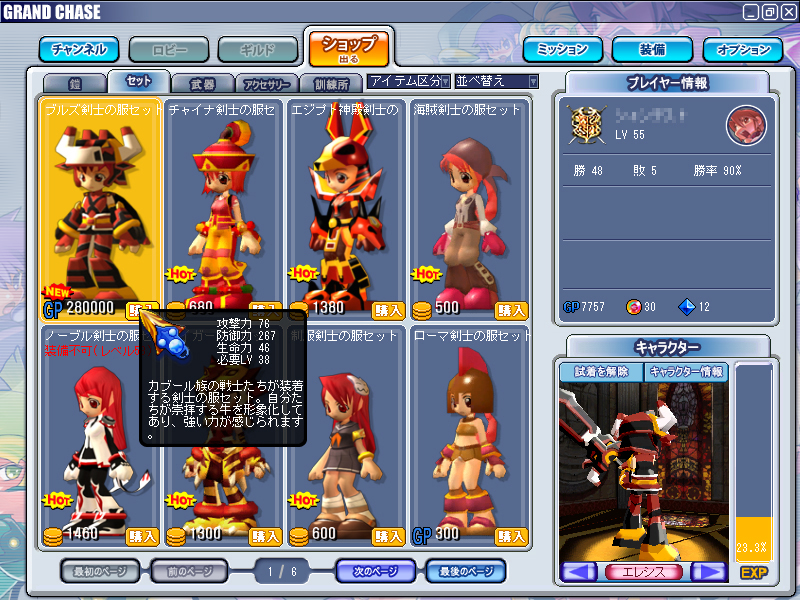 GRAND CHASE
チャンネル
ロビー
ギルド
ショップ
出る
ミッション
装備
オプション
鎧
セット
武器
アクセサリー
訓練所
アイテム区分
並べ替え
ブルズ剣士の服セット
チャイナ剣士の服セ
エジプト神殿剣士の
海賊剣士の服セット
NEW
HOT
HOT
HOT
GP 280000 購入
680
1380 購入
500 購入
ノーブル剣士の服セ
制服剣士の服セット
ローマ剣士の服セット
装備不可(レベル
攻撃力 76
防御力 267
生命力 46
必要LV 38
カブール族の戦士たちが装着
する剣士の服セット。自分た
ちが崇拝する牛を形象化して
あり、強い力が感じられます
。
HOT
HOT
HOT
1460 購入
1300 購入
600 購入
GP 300 購入
最初のページ
前のページ
1 / 6
次のページ
最後のページ
プレイヤー情報
LV 55
勝 48 敗 5 勝率 90%
GP 7757 30 12
キャラクター
試着を解除
キャラクター情報
エレシス
23.3%
EXP